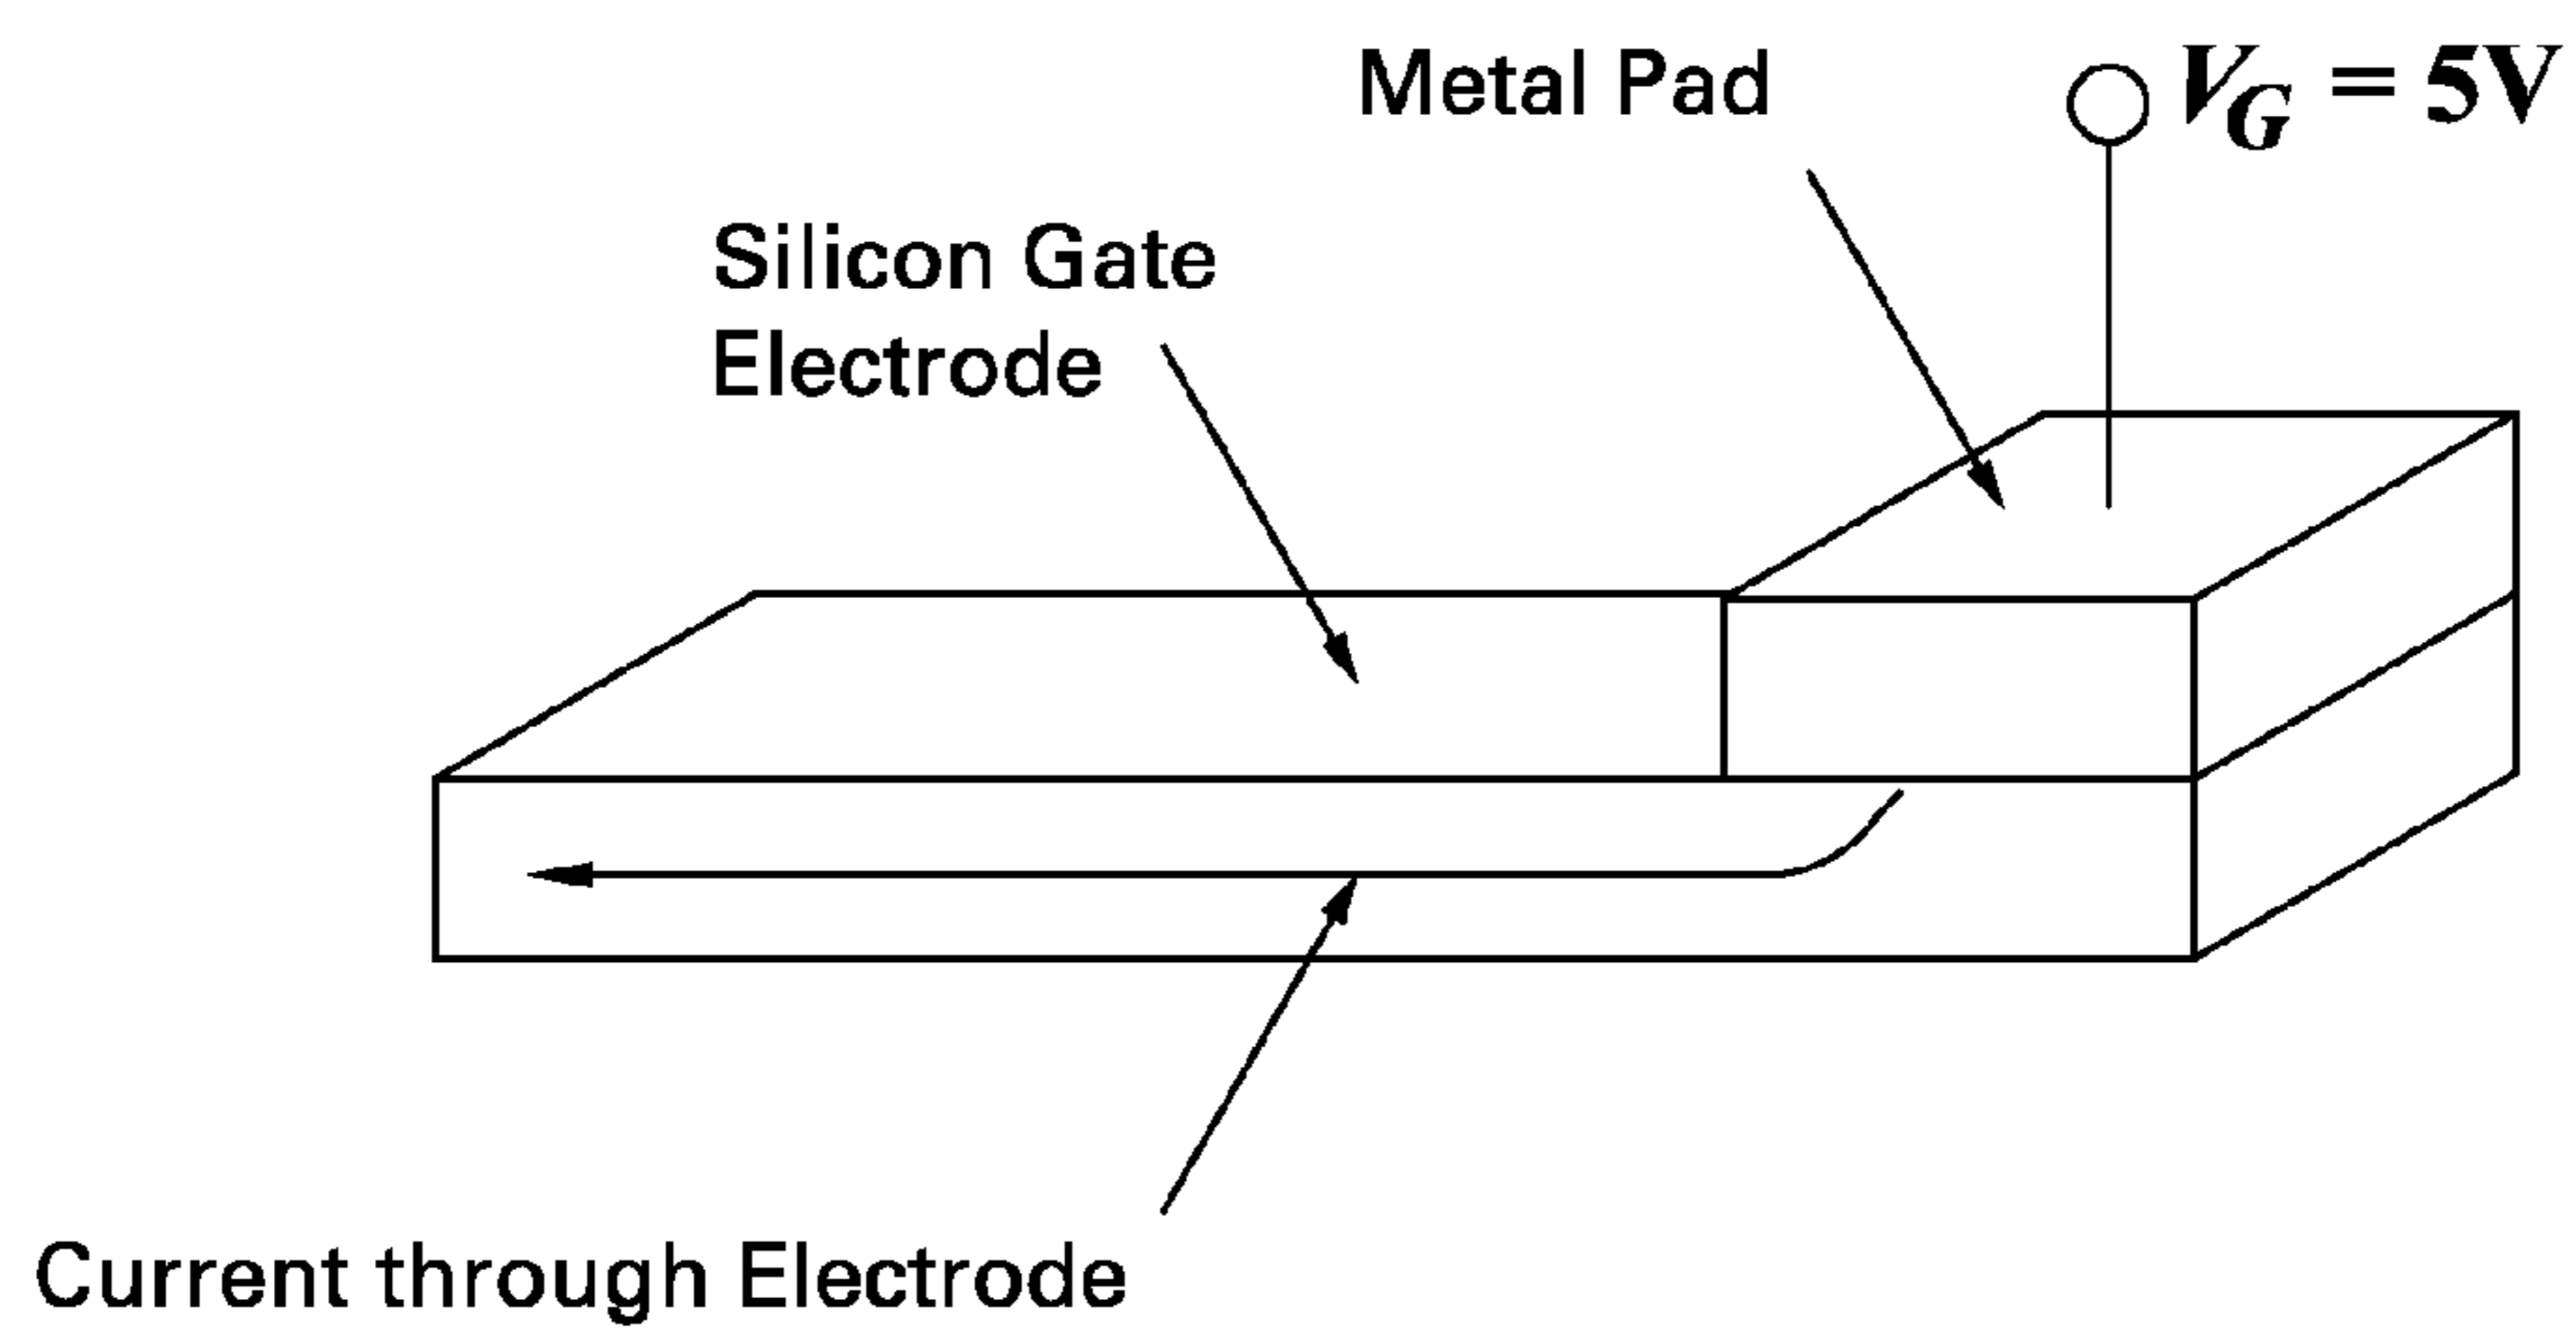 Metal Pad
V_G = 5V
Silicon Gate
Electrode
Current through Electrode